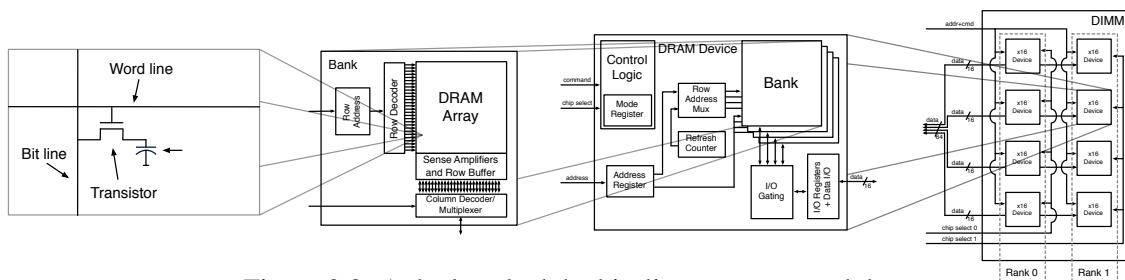 Word line
Bit line
Transistor
Bank
Row Address
Row Decoder
DRAM
Array
Sense Amplifiers
and Row Buffer
Column Decoder/
Multiplexer
DRAM Device
Control
Logic
Mode
Register
command
chip select
address
Address
Register
Row
Address
Mux
Refresh
Counter
Bank
I/O
Gating
I/O Registers
+ Data I/O
data
16
DIMM
addr+cmd
x16
Device
x16
Device
data
16
x16
Device
x16
Device
data
16
data
64
x16
Device
x16
Device
data
16
x16
Device
x16
Device
data
16
chip select 0
chip select 1
Rank 0
Rank 1